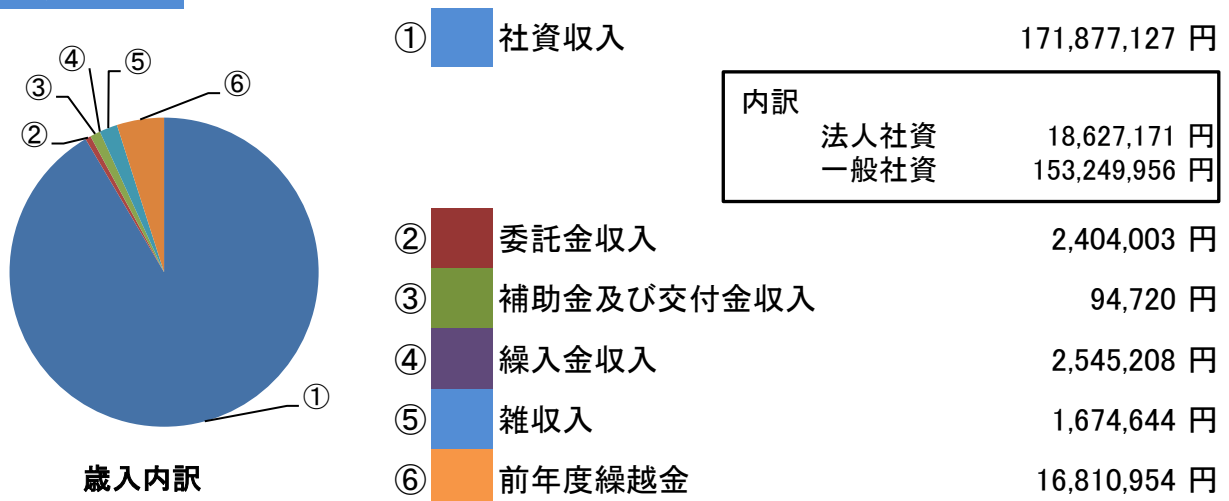 ① 社資収入 171,877,127 円
内訳
法人社資 18,627,171 円
一般社資 153,249,956 円
② 委託金収入 2,404,003 円
③ 補助金及び交付金収入 94,720 円
④ 繰入金収入 2,545,208 円
⑤ 雑収入 1,674,644 円
⑥ 前年度繰越金 16,810,954 円
④
⑤
⑥
③
②
①
歳入内訳